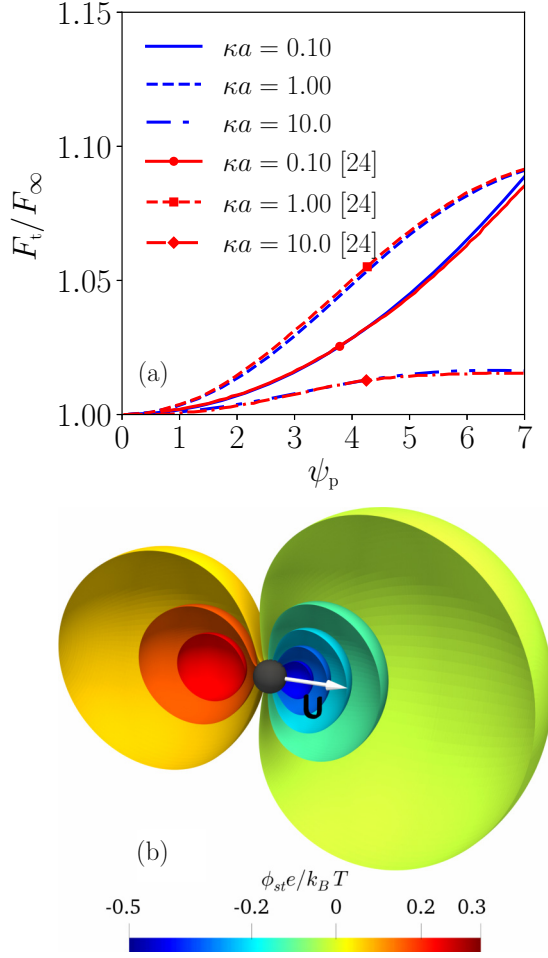 1.15
1.10
1.05
1.00
F_t/F_∞
κa = 0.10
κa = 1.00
κa = 10.0
κa = 0.10 [24]
κa = 1.00 [24]
κa = 10.0 [24]
(a)
0 1 2 3 4 5 6 7
ψ_p
U
(b)
ϕ_{st}e/k_B T
-0.5 -0.2 0 0.2 0.3